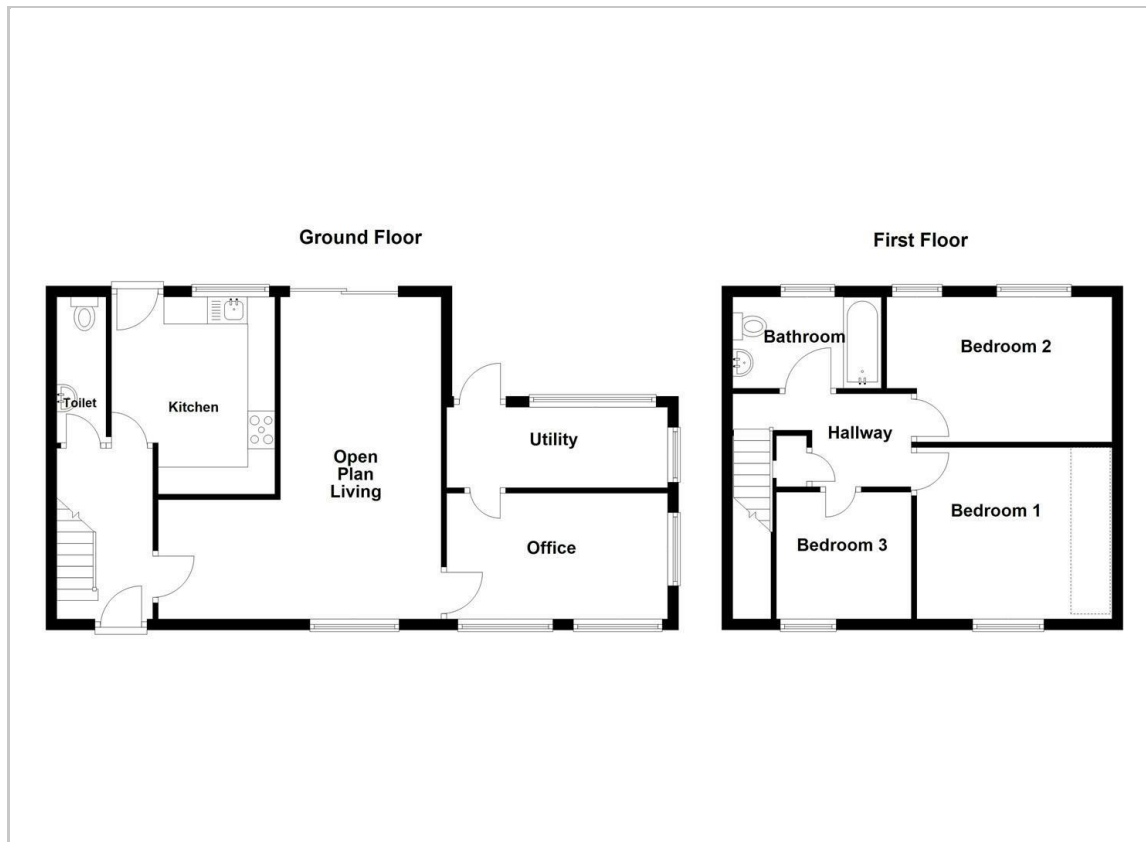 Ground Floor
Toilet
Kitchen
Open
Plan
Living
Utility
Office
First Floor
Bathroom
Bedroom 2
Hallway
Bedroom 1
Bedroom 3